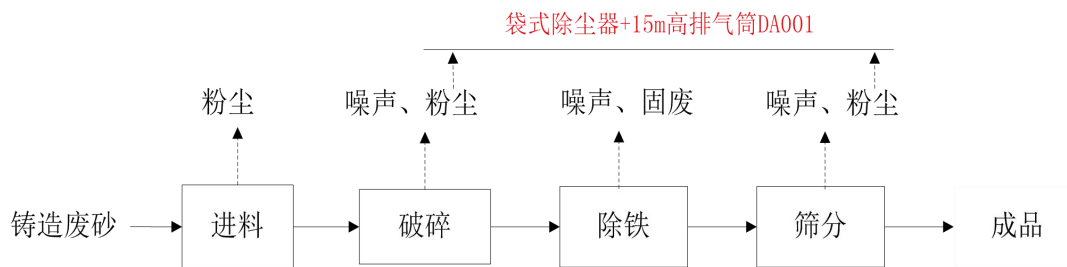 袋式除尘器+15m高排气筒DA001
粉尘
噪声、粉尘
噪声、固废
噪声、粉尘
铸造废砂
进料
破碎
除铁
筛分
成品